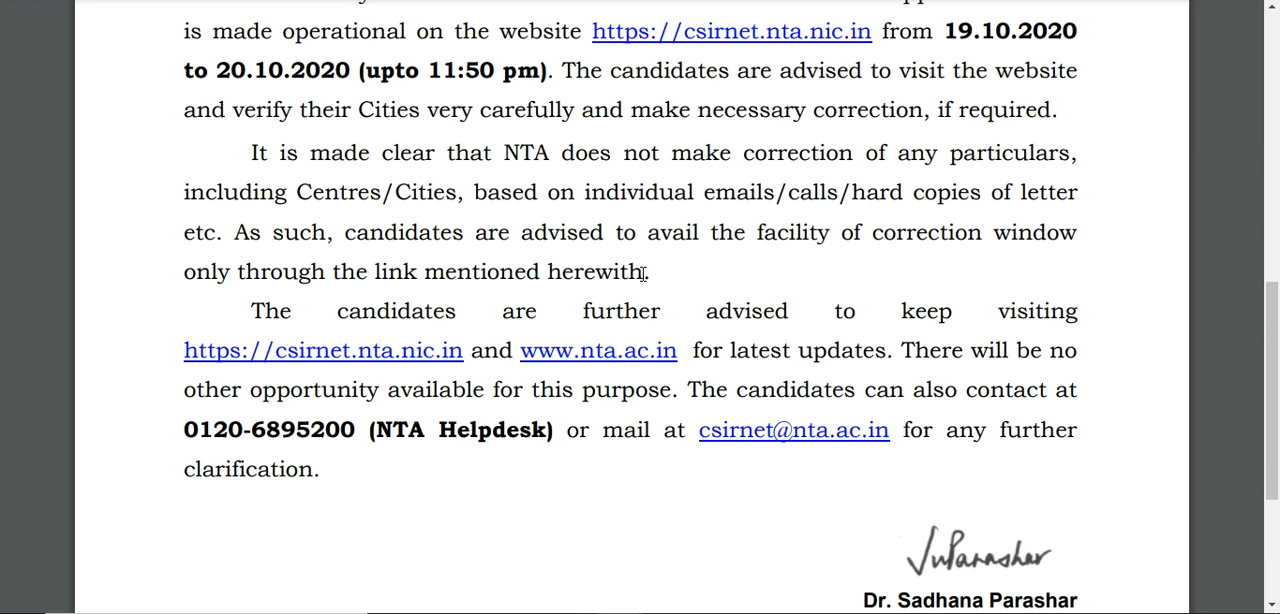 is made operational on the website https://csirnet.nta.nic.in from 19.10.2020
to 20.10.2020 (upto 11:50 pm). The candidates are advised to visit the website
and verify their Cities very carefully and make necessary correction, if required.
It is made clear that NTA does not make correction of any particulars,
including Centres/Cities, based on individual emails/calls/hard copies of letter
etc. As such, candidates are advised to avail the facility of correction window
only through the link mentioned herewith.
The candidates are further advised to keep visiting
https://csirnet.nta.nic.in and www.nta.ac.in for latest updates. There will be no
other opportunity available for this purpose. The candidates can also contact at
0120-6895200 (NTA Helpdesk) or mail at csirnet@nta.ac.in for any further
clarification.
Dr. Sadhana Parashar